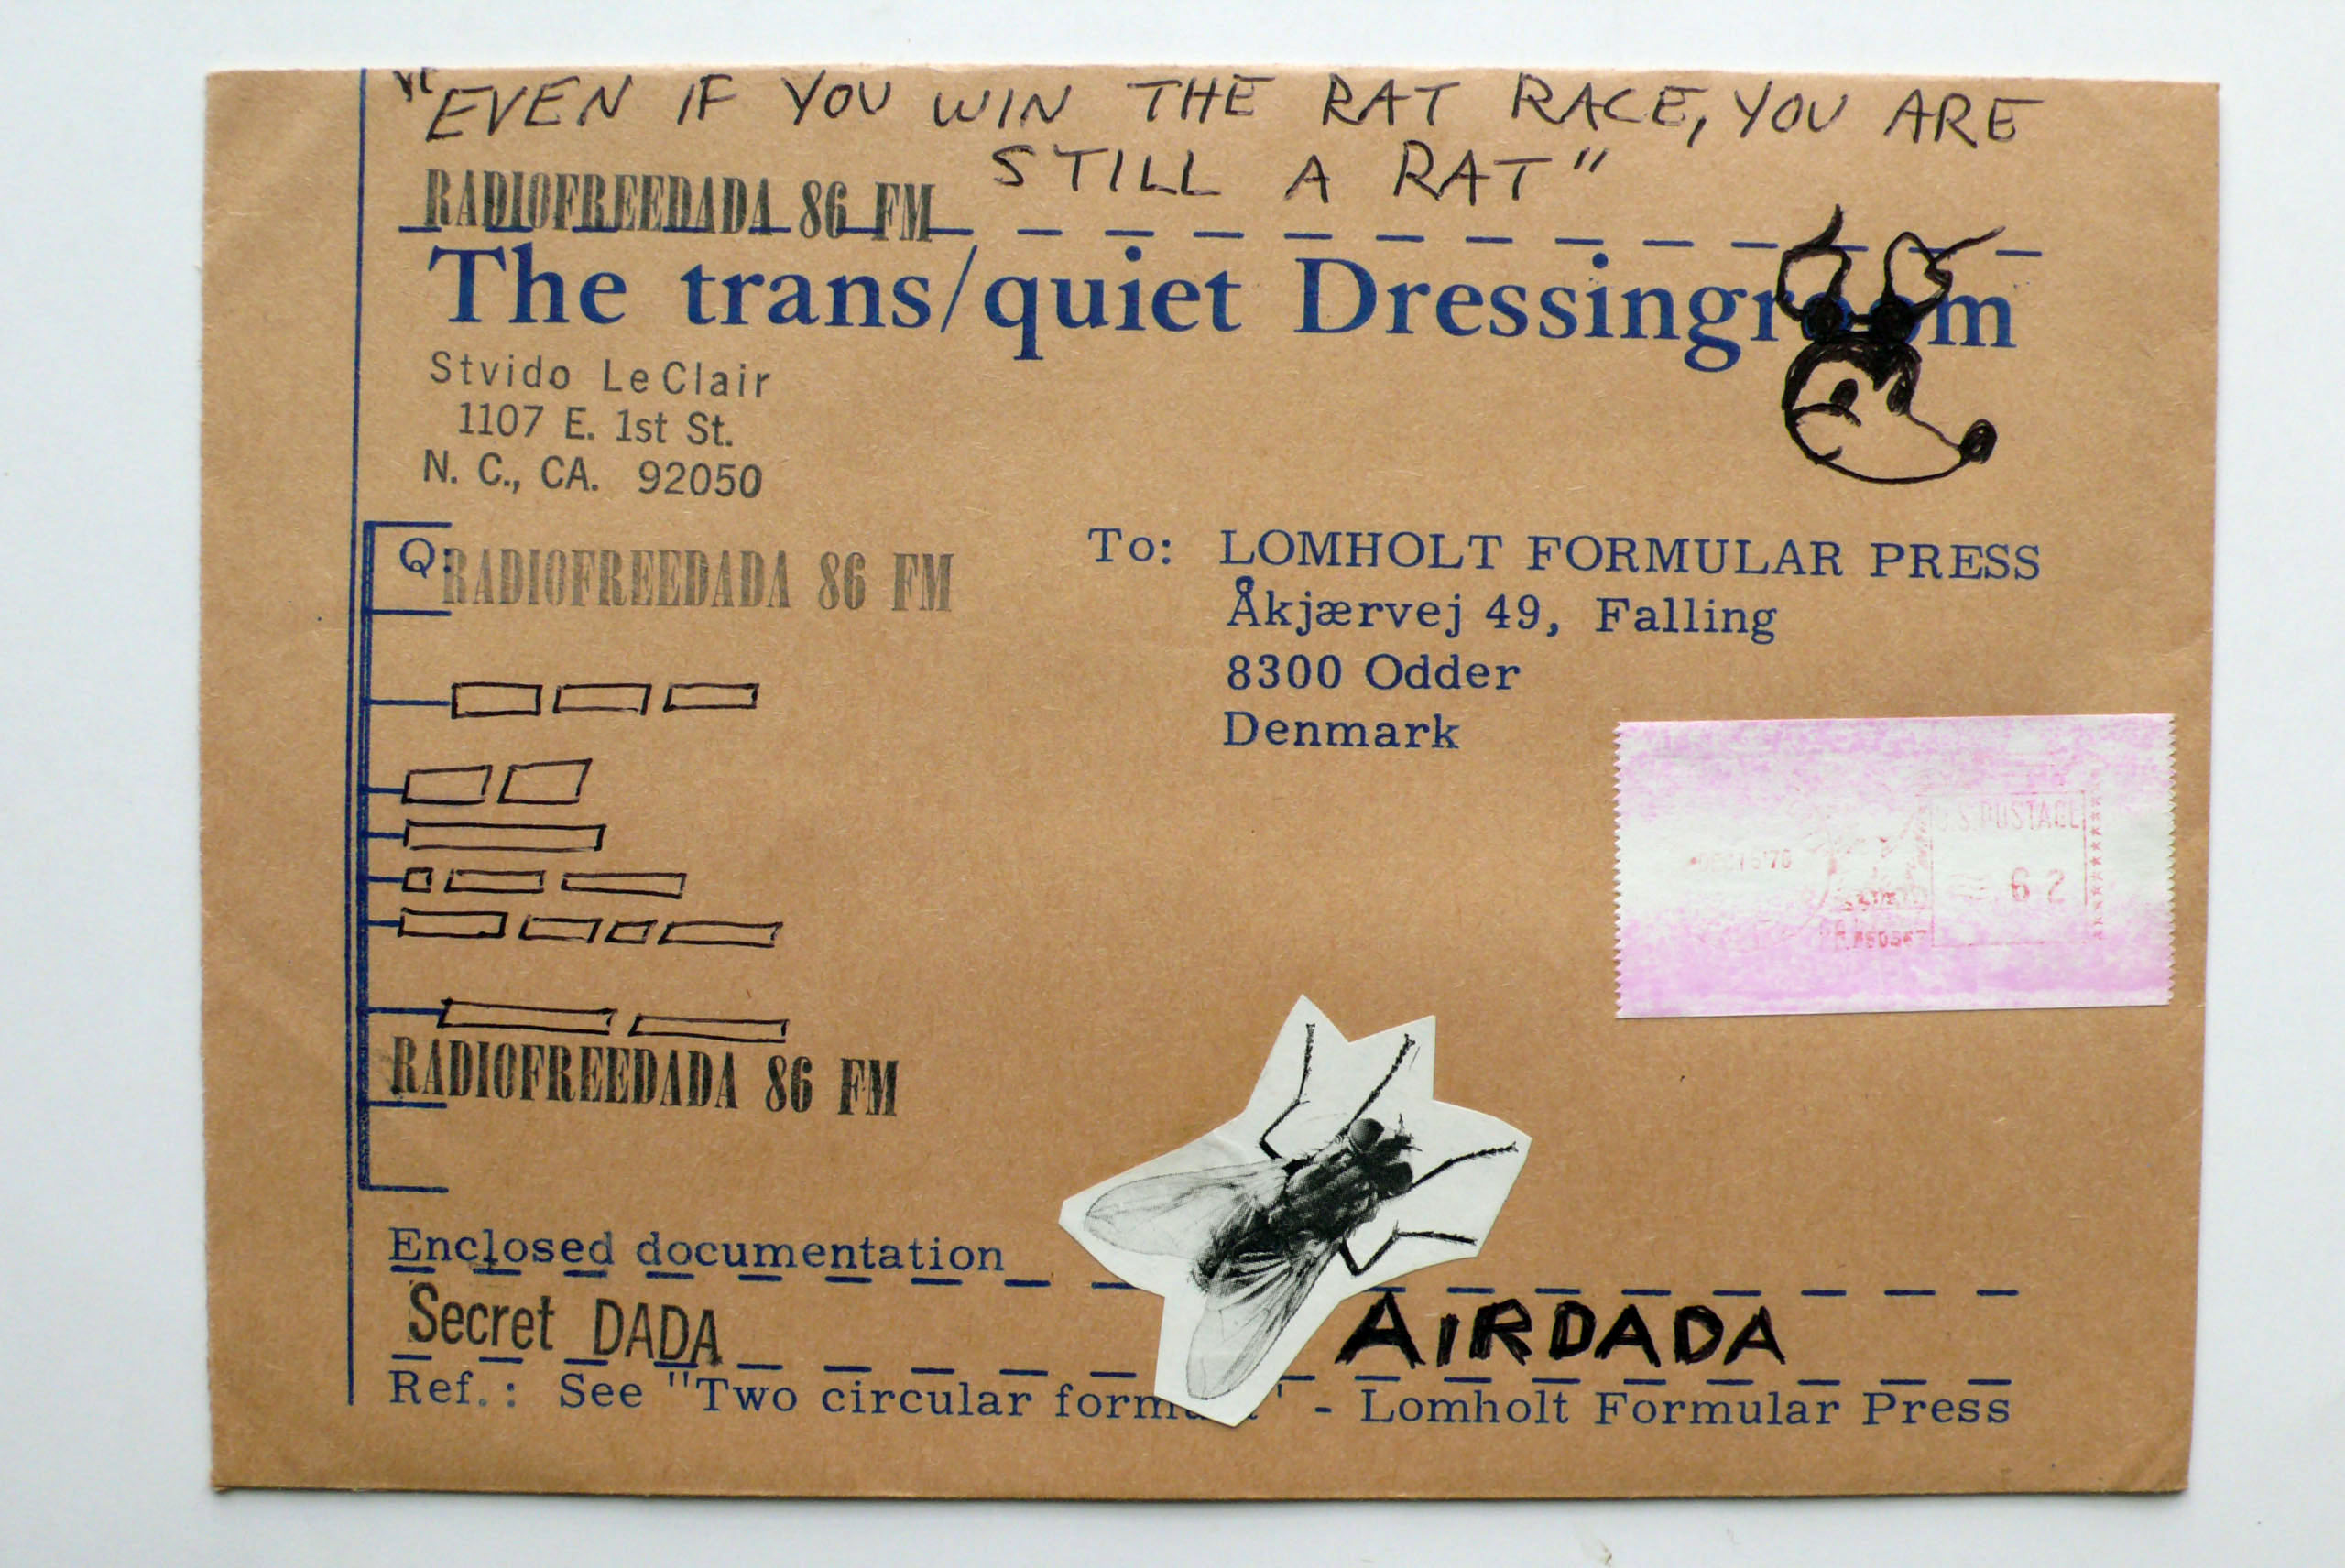 "EVEN IF YOU WIN THE RAT RACE, YOU ARE
STILL A RAT"
RADIOFREEDADA 86 FM
The trans/quiet Dressingroom
Stvido LeClair
1107 E. 1st St.
N. C., CA. 92050
Q:
RADIOFREEDADA 86 FM
To: LOMHOLT FORMULAR PRESS
Åkjærvej 49, Falling
8300 Odder
Denmark
U.S. POSTAGE
62
RADIOFREEDADA 86 FM
Enclosed documentation
Secret DADA
AiRDADA
Ref.: See "Two circular - Lomholt Formular Press